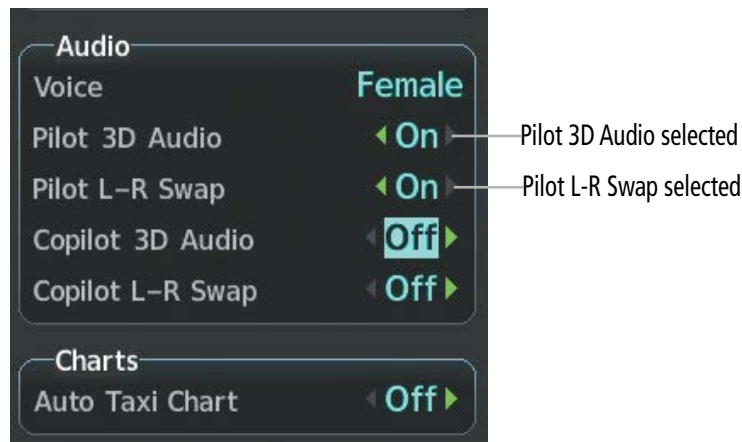 Audio
Voice Female
Pilot 3D Audio On Pilot 3D Audio selected
Pilot L-R Swap On Pilot L-R Swap selected
Copilot 3D Audio Off
Copilot L-R Swap Off
Charts
Auto Taxi Chart Off